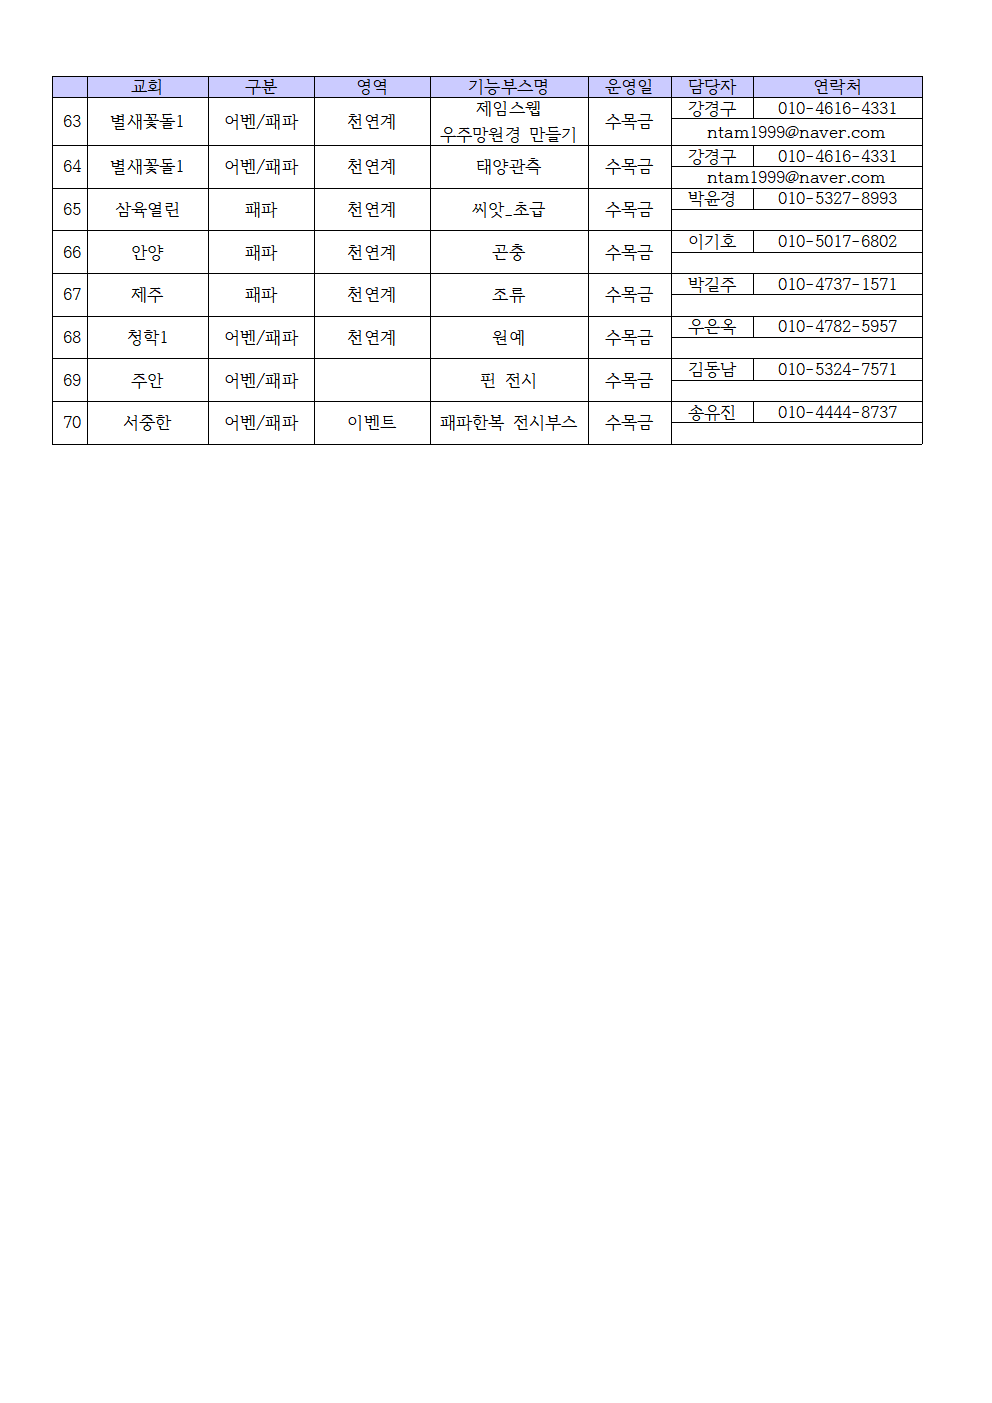 교회 구분 영역 기능부스명 운영일 담당자 연락처
63 별새꽃돌1 어벤/패파 천연계 제임스웹 우주망원경 만들기 수목금 강경구 010-4616-4331
ntam1999@naver.com
64 별새꽃돌1 어벤/패파 천연계 태양관측 수목금 강경구 010-4616-4331
ntam1999@naver.com
65 삼육열린 패파 천연계 씨앗_초급 수목금 박윤경 010-5327-8993
66 안양 패파 천연계 곤충 수목금 이기호 010-5017-6802
67 제주 패파 천연계 조류 수목금 박길주 010-4737-1571
68 청학1 어벤/패파 천연계 원예 수목금 우은옥 010-4782-5957
69 주안 어벤/패파 핀 전시 수목금 김동남 010-5324-7571
70 서중한 어벤/패파 이벤트 패파한복 전시부스 수목금 송유진 010-4444-8737